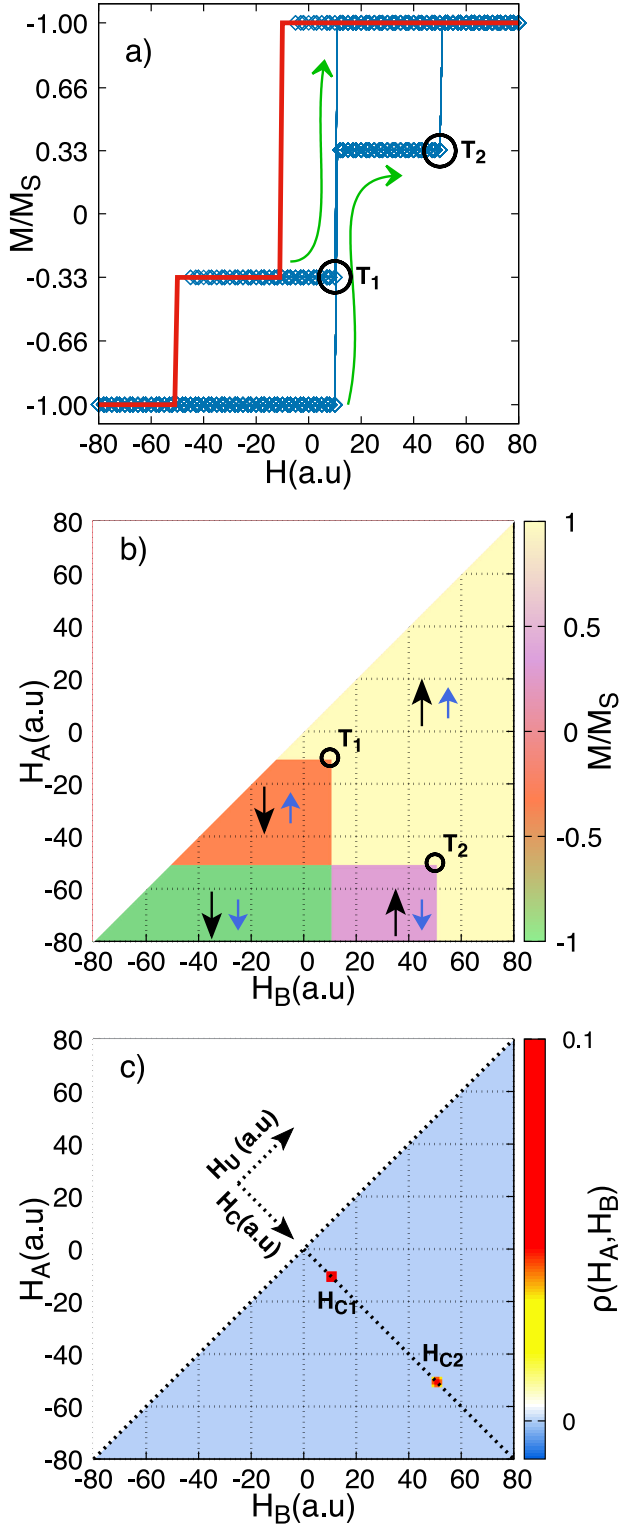 a)
-1.00
0.66
0.33
0
-0.33
-0.66
-1.00
M/MS
T2
T1
-80 -60 -40 -20 0 20 40 60 80
H(a.u)
b)
80
60
40
20
0
-20
-40
-60
-80
HA(a.u)
T1
T2
-80 -60 -40 -20 0 20 40 60 80
HB(a.u)
1
0.5
0
-0.5
-1
M/MS
c)
80
60
40
20
0
-20
-40
-60
-80
HA(a.u)
HU(a.u)
HC(a.u)
HC1
HC2
-80 -60 -40 -20 0 20 40 60 80
HB(a.u)
0.1
0
ρ(HA,HB)